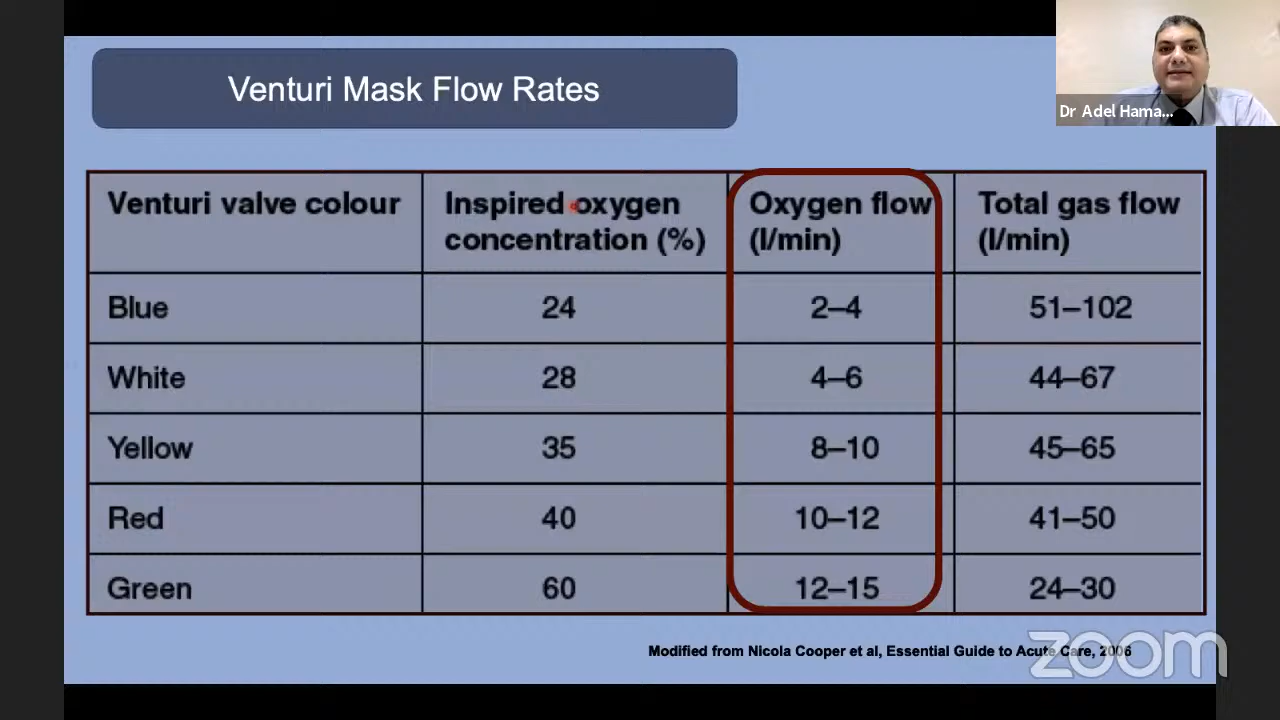 Venturi Mask Flow Rates
Dr Adel Hama...
Venturi valve colour
Inspired oxygen
concentration (%)
Oxygen flow
(l/min)
Total gas flow
(l/min)
Blue 24 2–4 51–102
White 28 4–6 44–67
Yellow 35 8–10 45–65
Red 40 10–12 41–50
Green 60 12–15 24–30
Modified from Nicola Cooper et al, Essential Guide to Acute Care, 2006
zoom